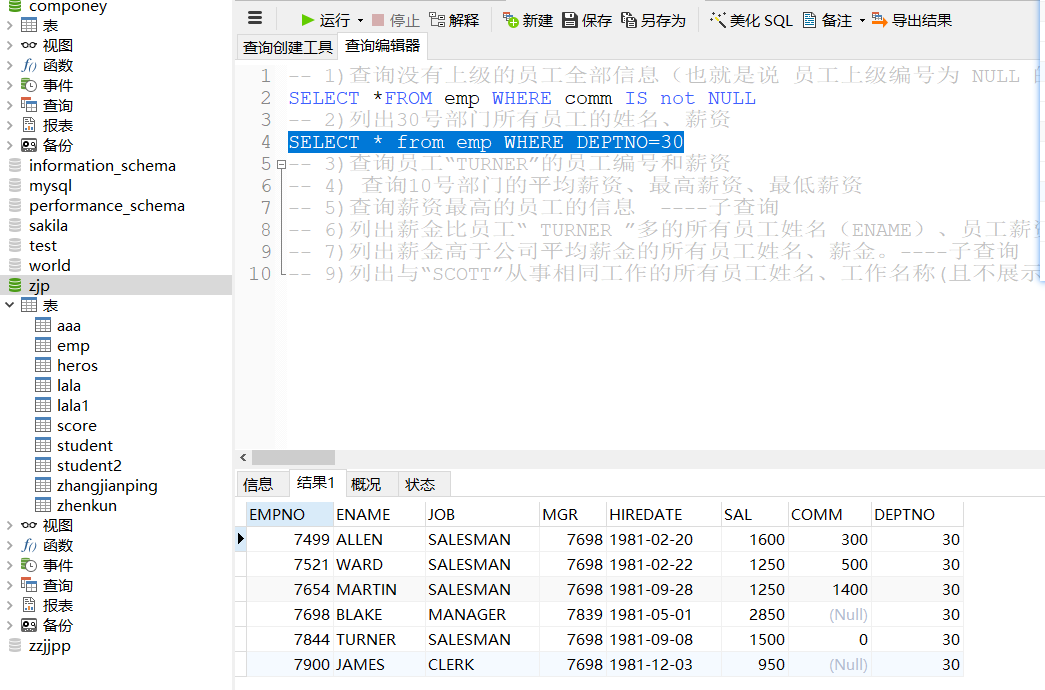 componey
表
视图
函数
事件
查询
报表
备份
information_schema
mysql
performance_schema
sakila
test
world
zjp
表
aaa
emp
heros
lala
lala1
score
student
student2
zhangjianping
zhenkun
视图
函数
事件
查询
报表
备份
zzjjpp
运行 停止 解释 新建 保存 另存为 美化 SQL 备注 导出结果
查询创建工具 查询编辑器
1 -- 1)查询没有上级的员工全部信息（也就是说 员工上级编号为 NULL
2 SELECT *FROM emp WHERE comm IS not NULL
3 -- 2)列出30号部门所有员工的姓名、薪资
4 SELECT * from emp WHERE DEPTNO=30
5 -- 3)查询员工“TURNER”的员工编号和薪资
6 -- 4) 查询10号部门的平均薪资、最高薪资、最低薪资
7 -- 5)查询薪资最高的员工的信息 ----子查询
8 -- 6)列出薪金比员工“ TURNER ”多的所有员工姓名（ENAME）、员工薪资
9 -- 7)列出薪金高于公司平均薪金的所有员工姓名、薪金。----子查询
10 -- 9)列出与“SCOTT”从事相同工作的所有员工姓名、工作名称(且不展示
信息 结果1 概况 状态
EMPNO ENAME JOB MGR HIREDATE SAL COMM DEPTNO
7499 ALLEN SALESMAN 7698 1981-02-20 1600 300 30
7521 WARD SALESMAN 7698 1981-02-22 1250 500 30
7654 MARTIN SALESMAN 7698 1981-09-28 1250 1400 30
7698 BLAKE MANAGER 7839 1981-05-01 2850 (Null) 30
7844 TURNER SALESMAN 7698 1981-09-08 1500 0 30
7900 JAMES CLERK 7698 1981-12-03 950 (Null) 30